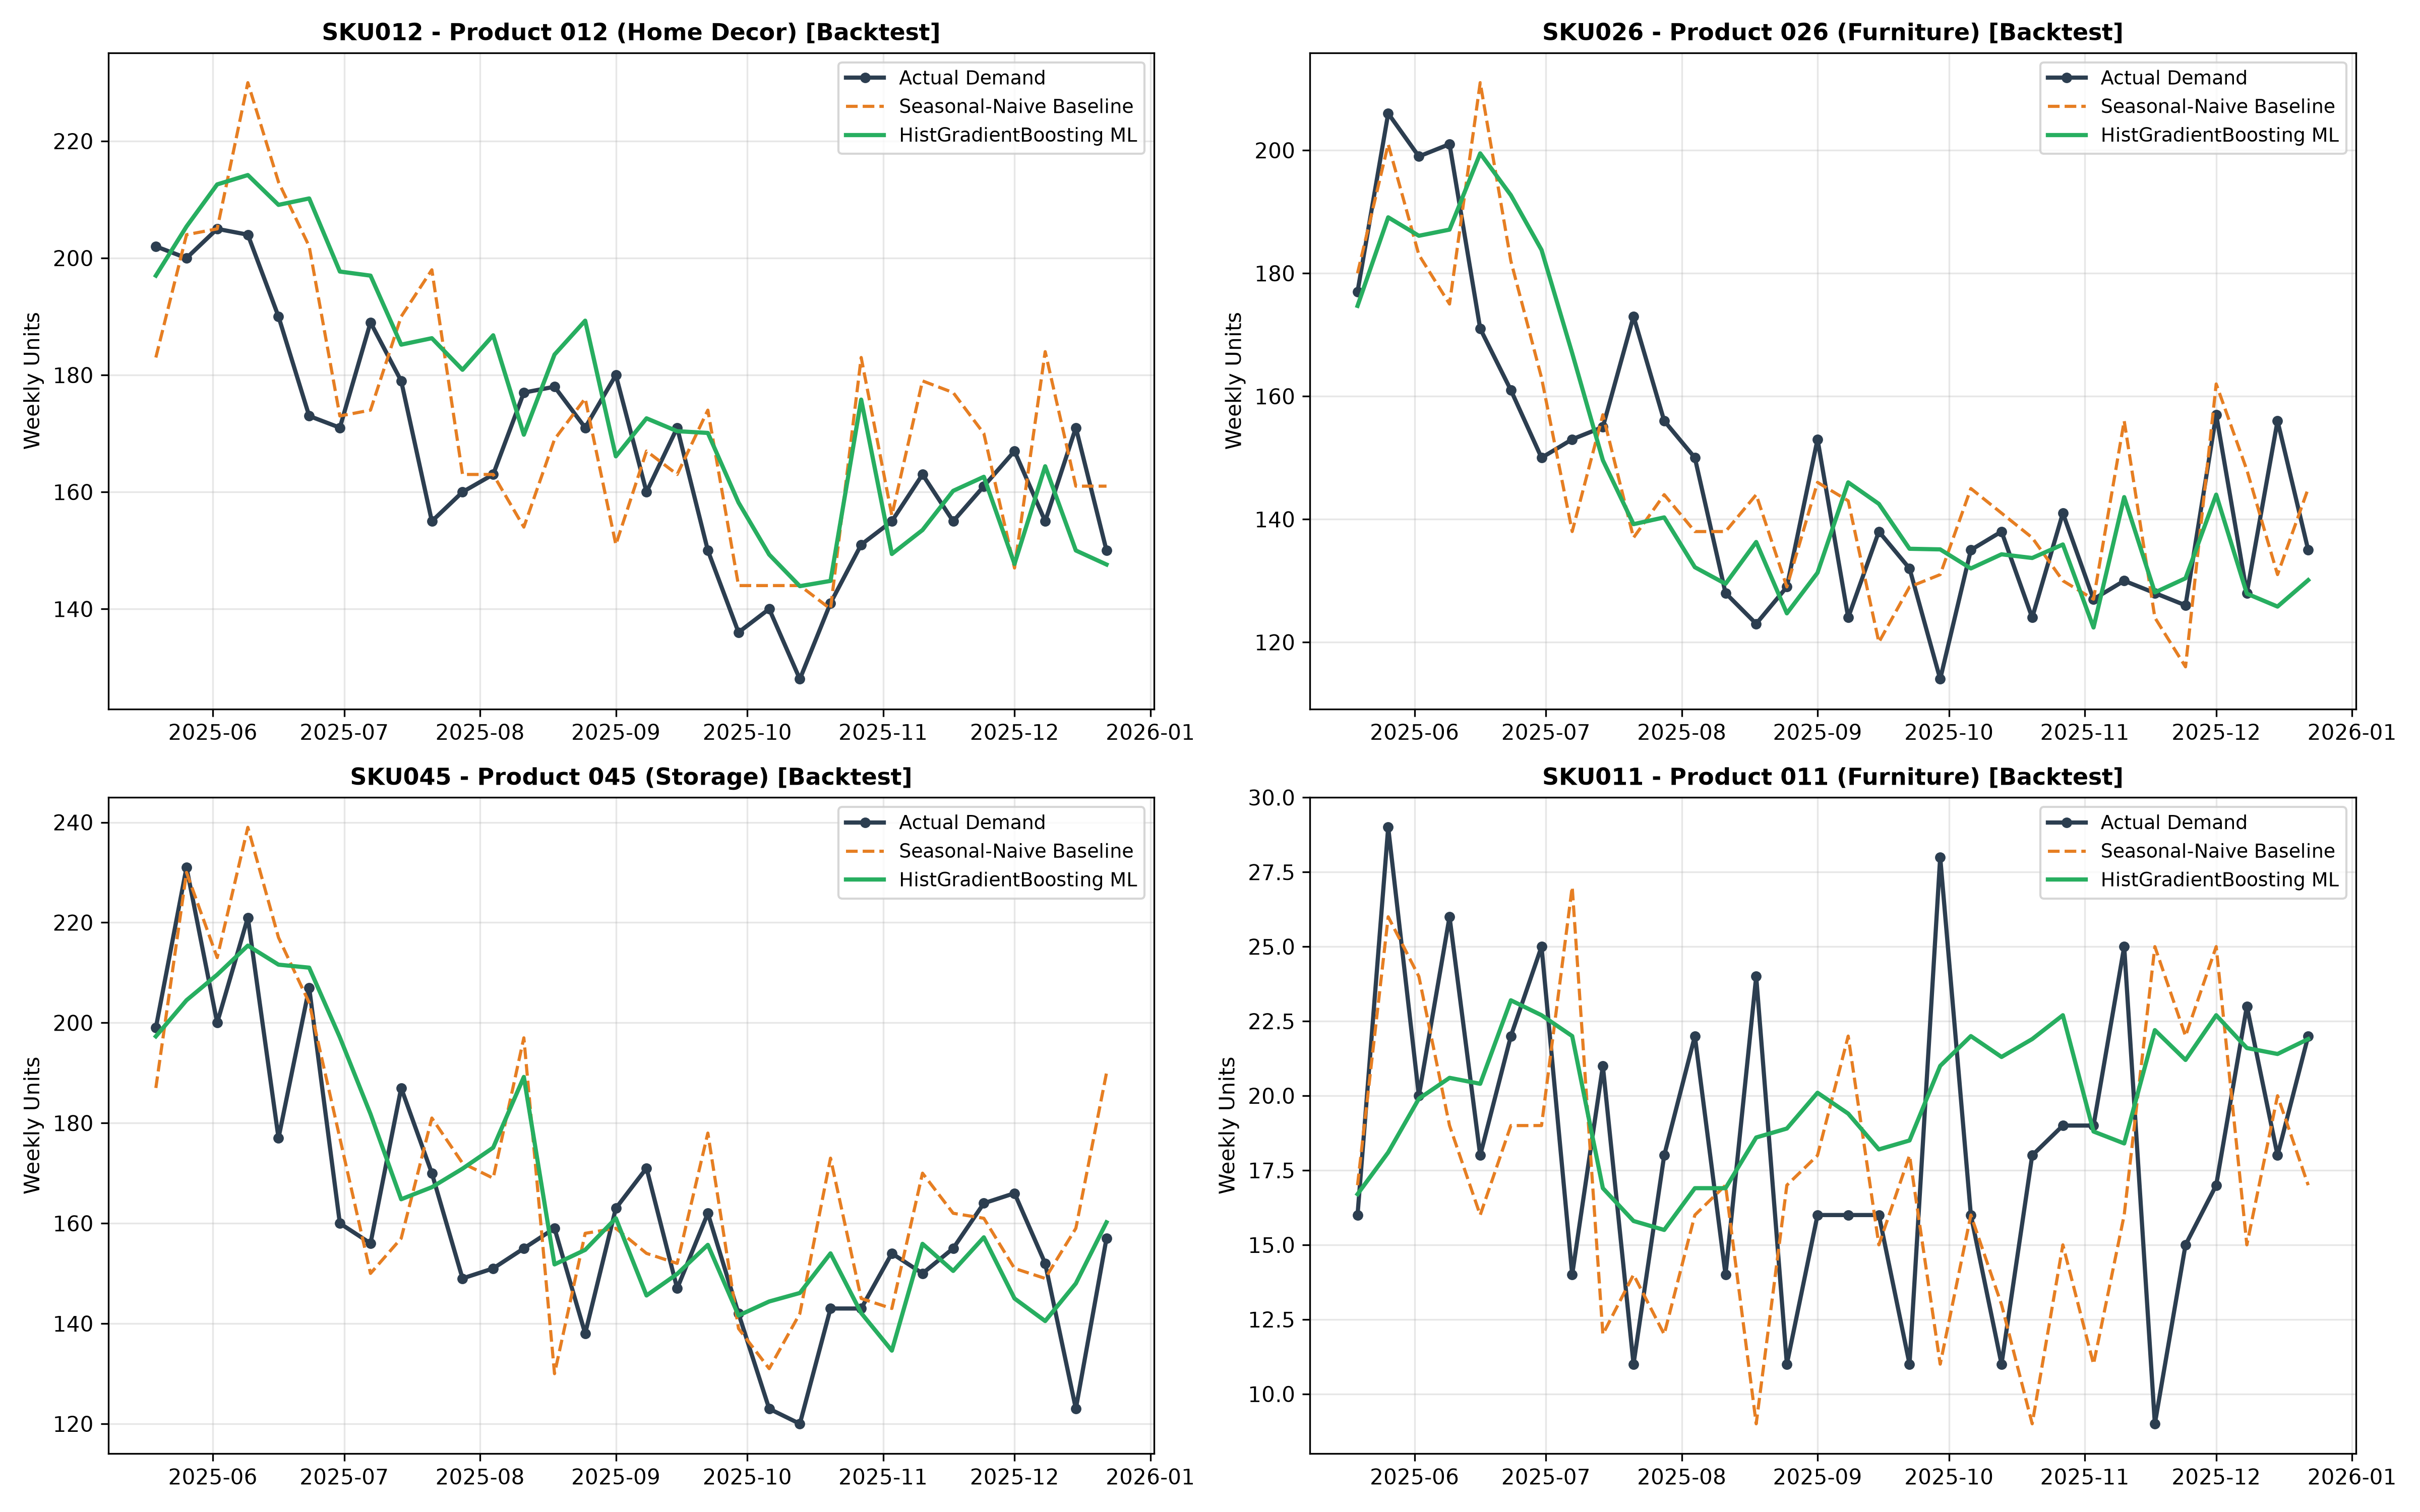 SKU012 - Product 012 (Home Decor) [Backtest]
Actual Demand
Seasonal-Naive Baseline
HistGradientBoosting ML
Weekly Units
220
200
180
160
140
2025-06 2025-07 2025-08 2025-09 2025-10 2025-11 2025-12 2026-01
SKU026 - Product 026 (Furniture) [Backtest]
Actual Demand
Seasonal-Naive Baseline
HistGradientBoosting ML
Weekly Units
200
180
160
140
120
2025-06 2025-07 2025-08 2025-09 2025-10 2025-11 2025-12 2026-01
SKU045 - Product 045 (Storage) [Backtest]
Actual Demand
Seasonal-Naive Baseline
HistGradientBoosting ML
Weekly Units
240
220
200
180
160
140
120
2025-06 2025-07 2025-08 2025-09 2025-10 2025-11 2025-12 2026-01
SKU011 - Product 011 (Furniture) [Backtest]
Actual Demand
Seasonal-Naive Baseline
HistGradientBoosting ML
Weekly Units
30.0
27.5
25.0
22.5
20.0
17.5
15.0
12.5
10.0
2025-06 2025-07 2025-08 2025-09 2025-10 2025-11 2025-12 2026-01